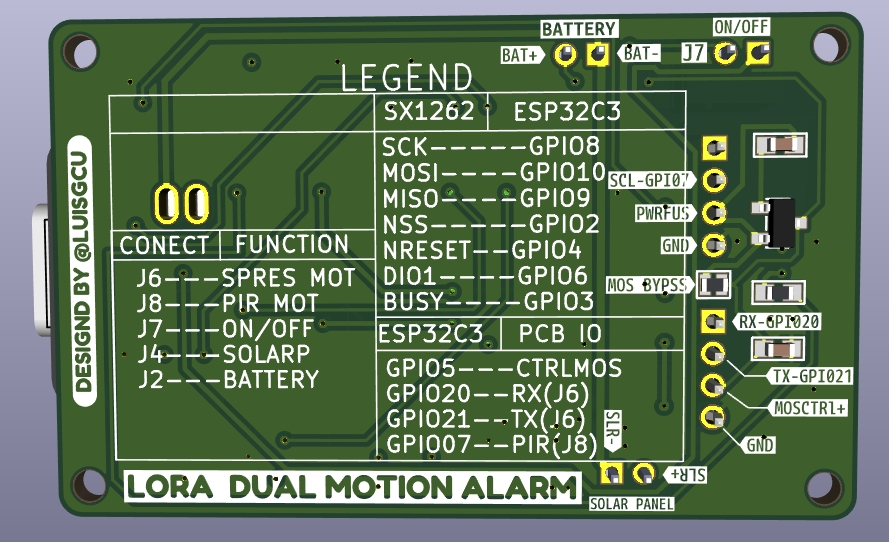 BATTERY
ON/OFF
BAT+
BAT-
J7
LEGEND
SX1262 ESP32C3
SCK-----GPIO8
MOSI----GPIO10
MISO----GPIO9
NSS-----GPIO2
NRESET--GPIO4
DIO1----GPIO6
BUSY----GPIO3
ESP32C3 PCB IO
GPIO5---CTRLMOS
GPIO20--RX(J6)
GPIO21--TX(J6)
GPIO07--PIR(J8)
CONECT FUNCTION
J6---SPRES MOT
J8---PIR MOT
J7---ON/OFF
J4---SOLARP
J2---BATTERY
DESIGND BY @LUISGCU
SCL-GPI07
PWRFUS
GND
MOS BYPSS
RX-GPI020
TX-GPI021
MOSCTRl+
GND
SLR-
SLR+
SOLAR PANEL
LORA DUAL MOTION ALARM